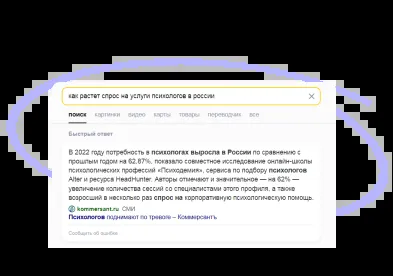 как растет спрос на услуги психологов в россии
поиск картинки видео карты товары переводчик все
Быстрый ответ
В 2022 году потребность в психологах выросла в России по сравнению с
прошлым годом на 62,87%, показало совместное исследование онлайн-школы
психологических профессий «Психодемия», сервиса по подбору психологов
Alter и ресурса HeadHunter. Авторы отмечают и значительное — на 62% —
увеличение количества сессий со специалистами этого профиля, а также
возросший в несколько раз спрос на корпоративную психологическую помощь.
kommersant.ru СМИ
Психологов поднимают по тревоге – Коммерсантъ
Сообщить об ошибке